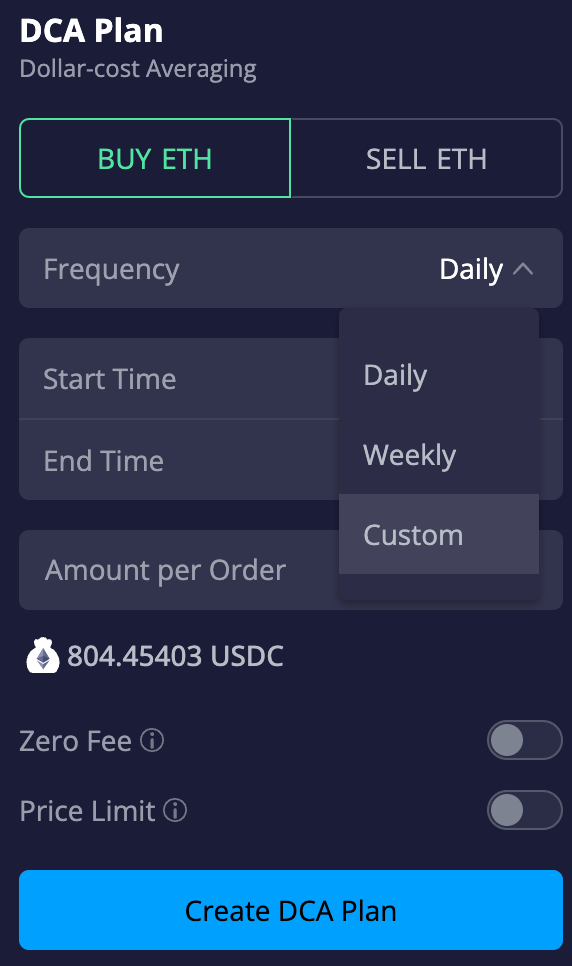 DCA Plan
Dollar-cost Averaging
BUY ETH
SELL ETH
Frequency
Daily
Daily
Weekly
Custom
Start Time
End Time
Amount per Order
804.45403 USDC
Zero Fee
Price Limit
Create DCA Plan